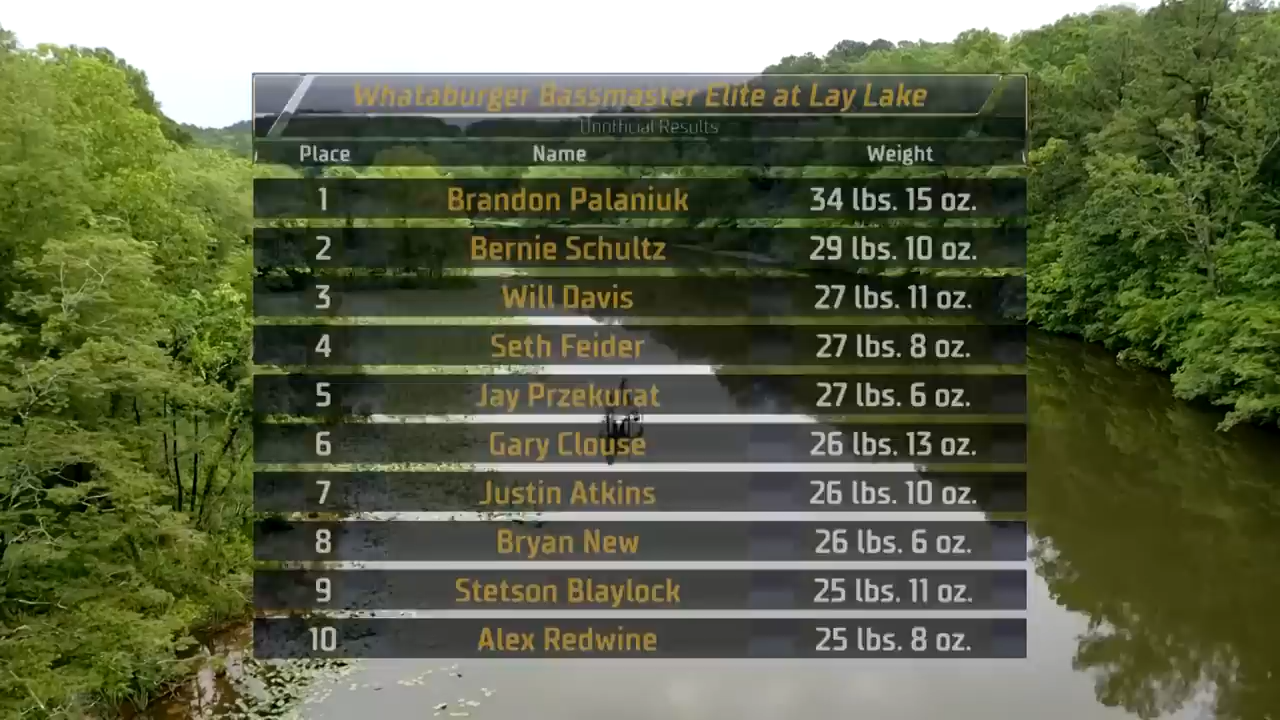 Whataburger Bassmaster Elite at Lay Lake
Unofficial Results
Place Name Weight
1 Brandon Palaniuk 34 lbs. 15 oz.
2 Bernie Schultz 29 lbs. 10 oz.
3 Will Davis 27 lbs. 11 oz.
4 Seth Feider 27 lbs. 8 oz.
5 Jay Przekurat 27 lbs. 6 oz.
6 Gary Clouse 26 lbs. 13 oz.
7 Justin Atkins 26 lbs. 10 oz.
8 Bryan New 26 lbs. 6 oz.
9 Stetson Blaylock 25 lbs. 11 oz.
10 Alex Redwine 25 lbs. 8 oz.